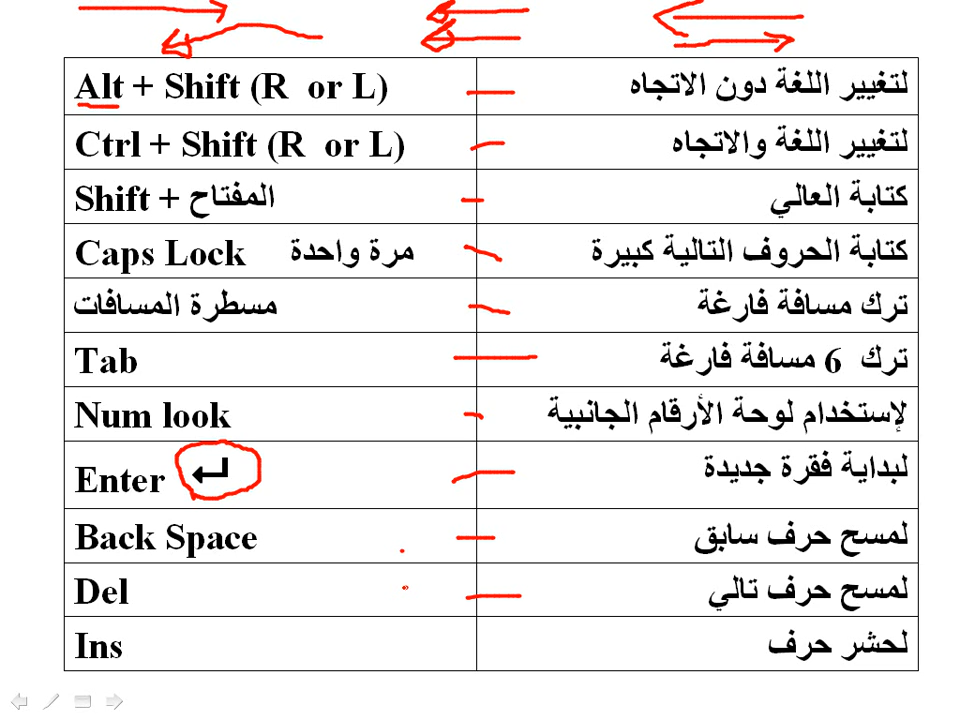 Alt + Shift (R or L) لتغيير اللغة دون الاتجاه
Ctrl + Shift (R or L) لتغيير اللغة والاتجاه
Shift + المفتاح كتابة العالي
Caps Lock مرة واحدة كتابة الحروف التالية كبيرة
مسطرة المسافات ترك مسافة فارغة
Tab ترك 6 مسافة فارغة
Num look لإستخدام لوحة الأرقام الجانبية
Enter ↵ لبداية فقرة جديدة
Back Space لمسح حرف سابق
Del لمسح حرف تالي
Ins لحشر حرف